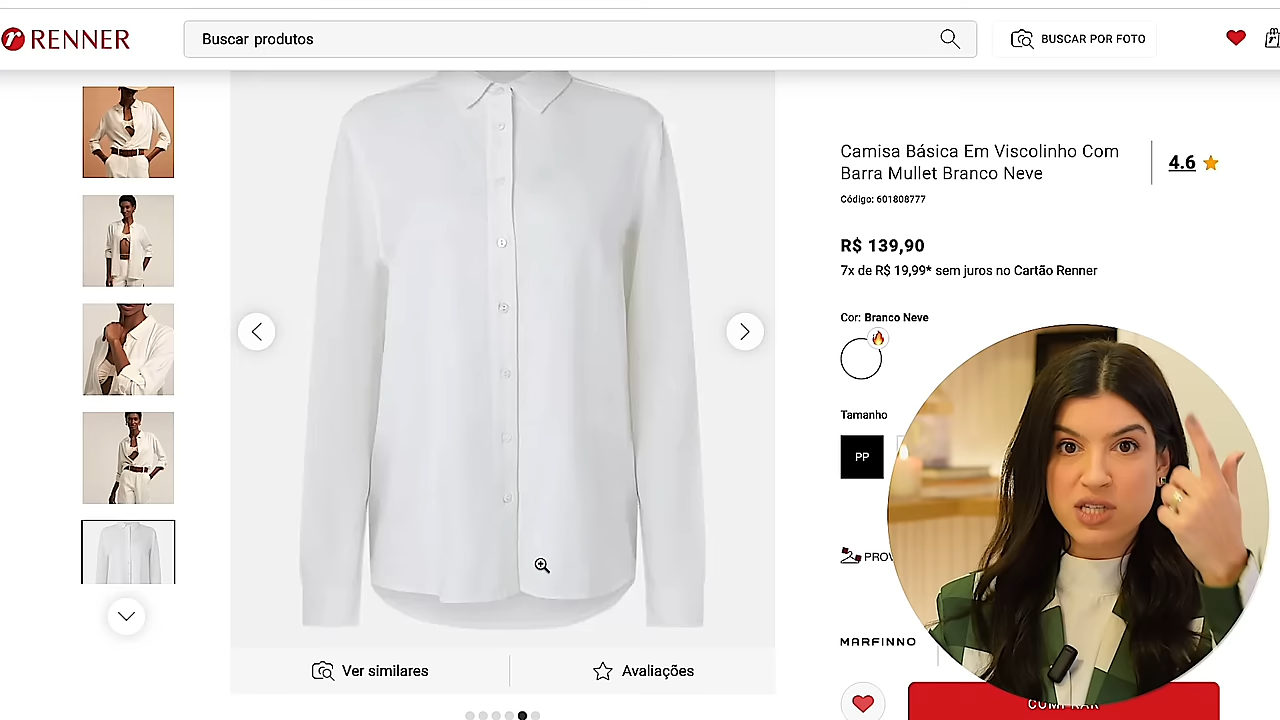 RENNER
Buscar produtos
BUSCAR POR FOTO
Camisa Básica Em Viscolinho Com
Barra Mullet Branco Neve
4.6
Código: 601808777
R$ 139,90
7x de R$ 19,99* sem juros no Cartão Renner
Cor: Branco Neve
Tamanho
PP
MARFINNO
Ver similares
Avaliações
COMPRAR